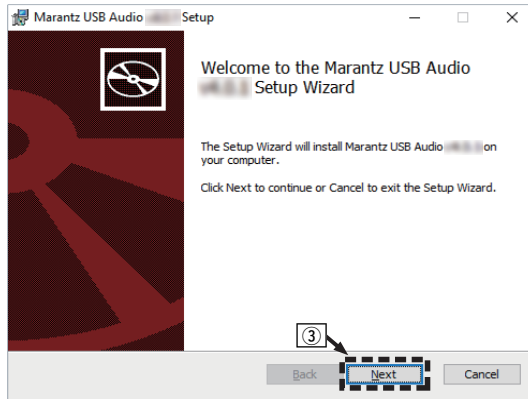 Marantz USB Audio Setup
Welcome to the Marantz USB Audio
Setup Wizard
The Setup Wizard will install Marantz USB Audio on
your computer.
Click Next to continue or Cancel to exit the Setup Wizard.
③
Back Next Cancel